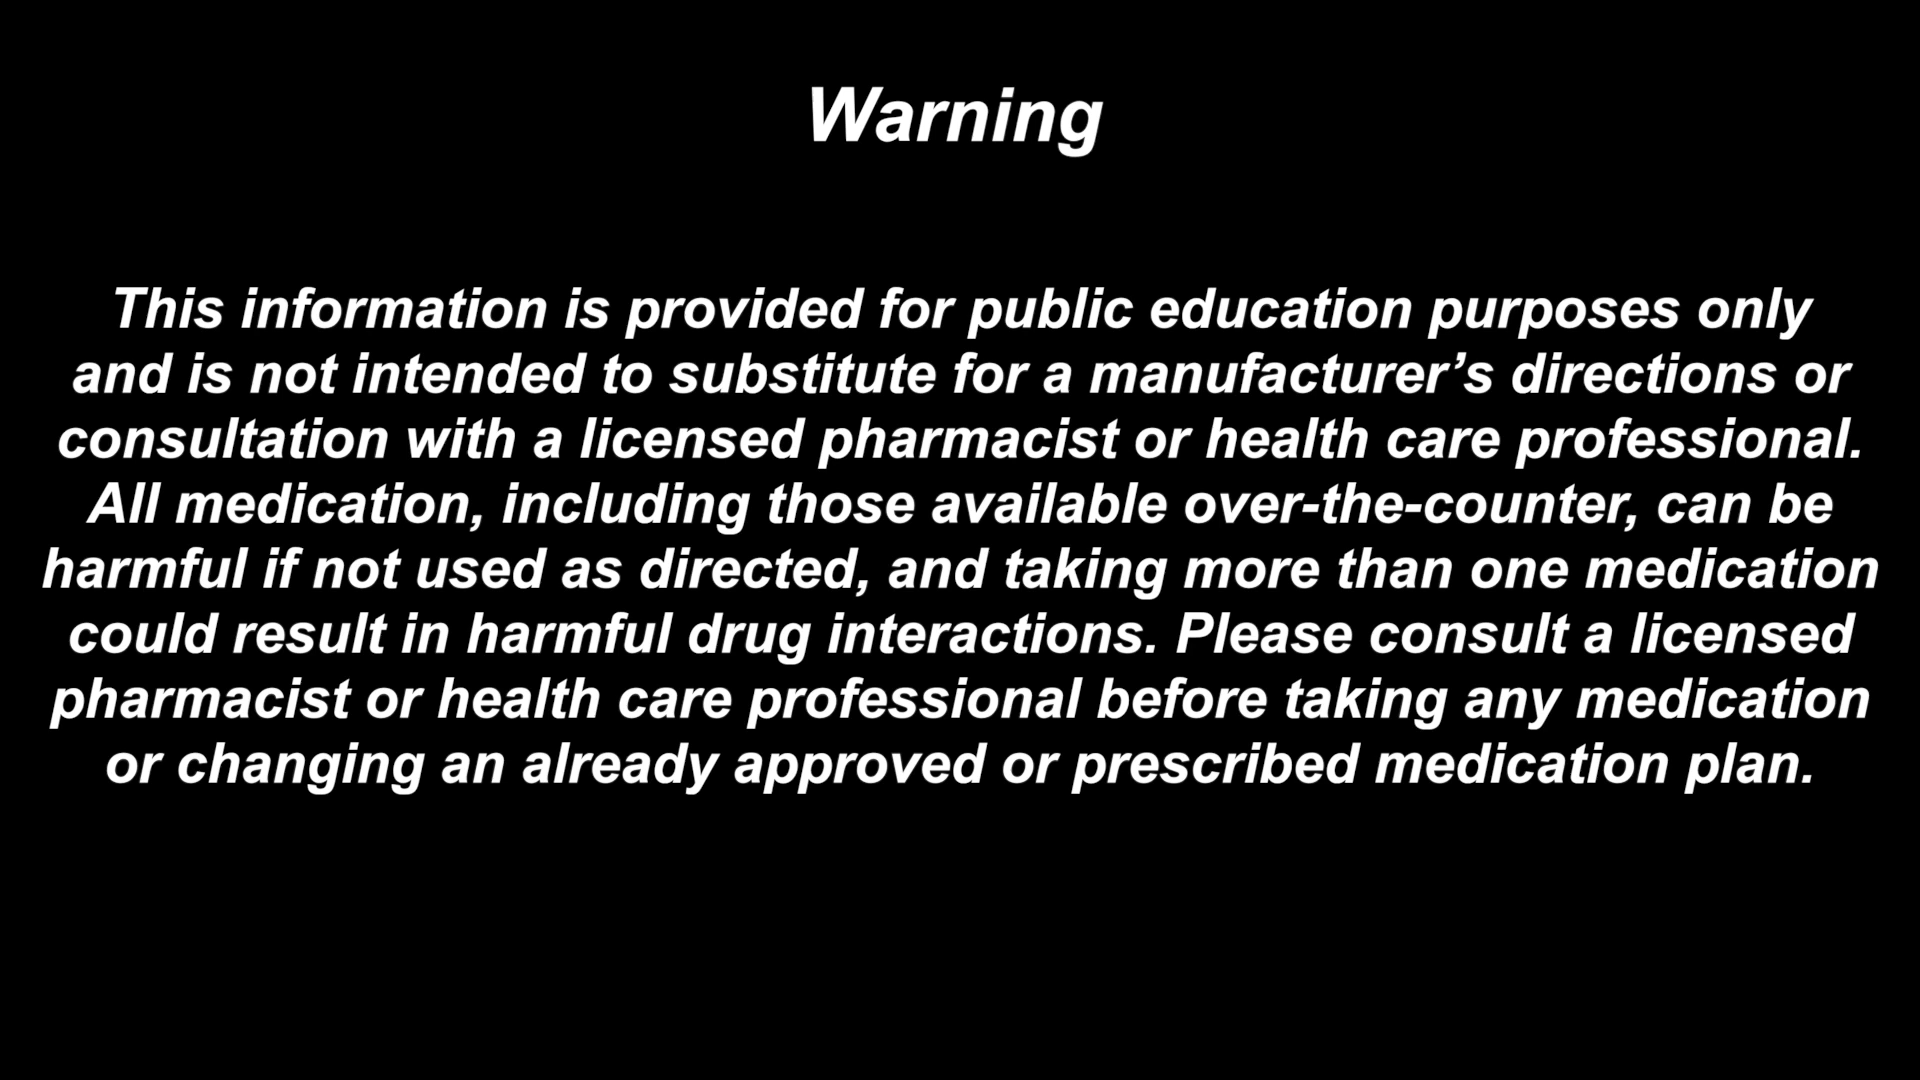 Warning
This information is provided for public education purposes only
and is not intended to substitute for a manufacturer’s directions or
consultation with a licensed pharmacist or health care professional.
All medication, including those available over-the-counter, can be
harmful if not used as directed, and taking more than one medication
could result in harmful drug interactions. Please consult a licensed
pharmacist or health care professional before taking any medication
or changing an already approved or prescribed medication plan.